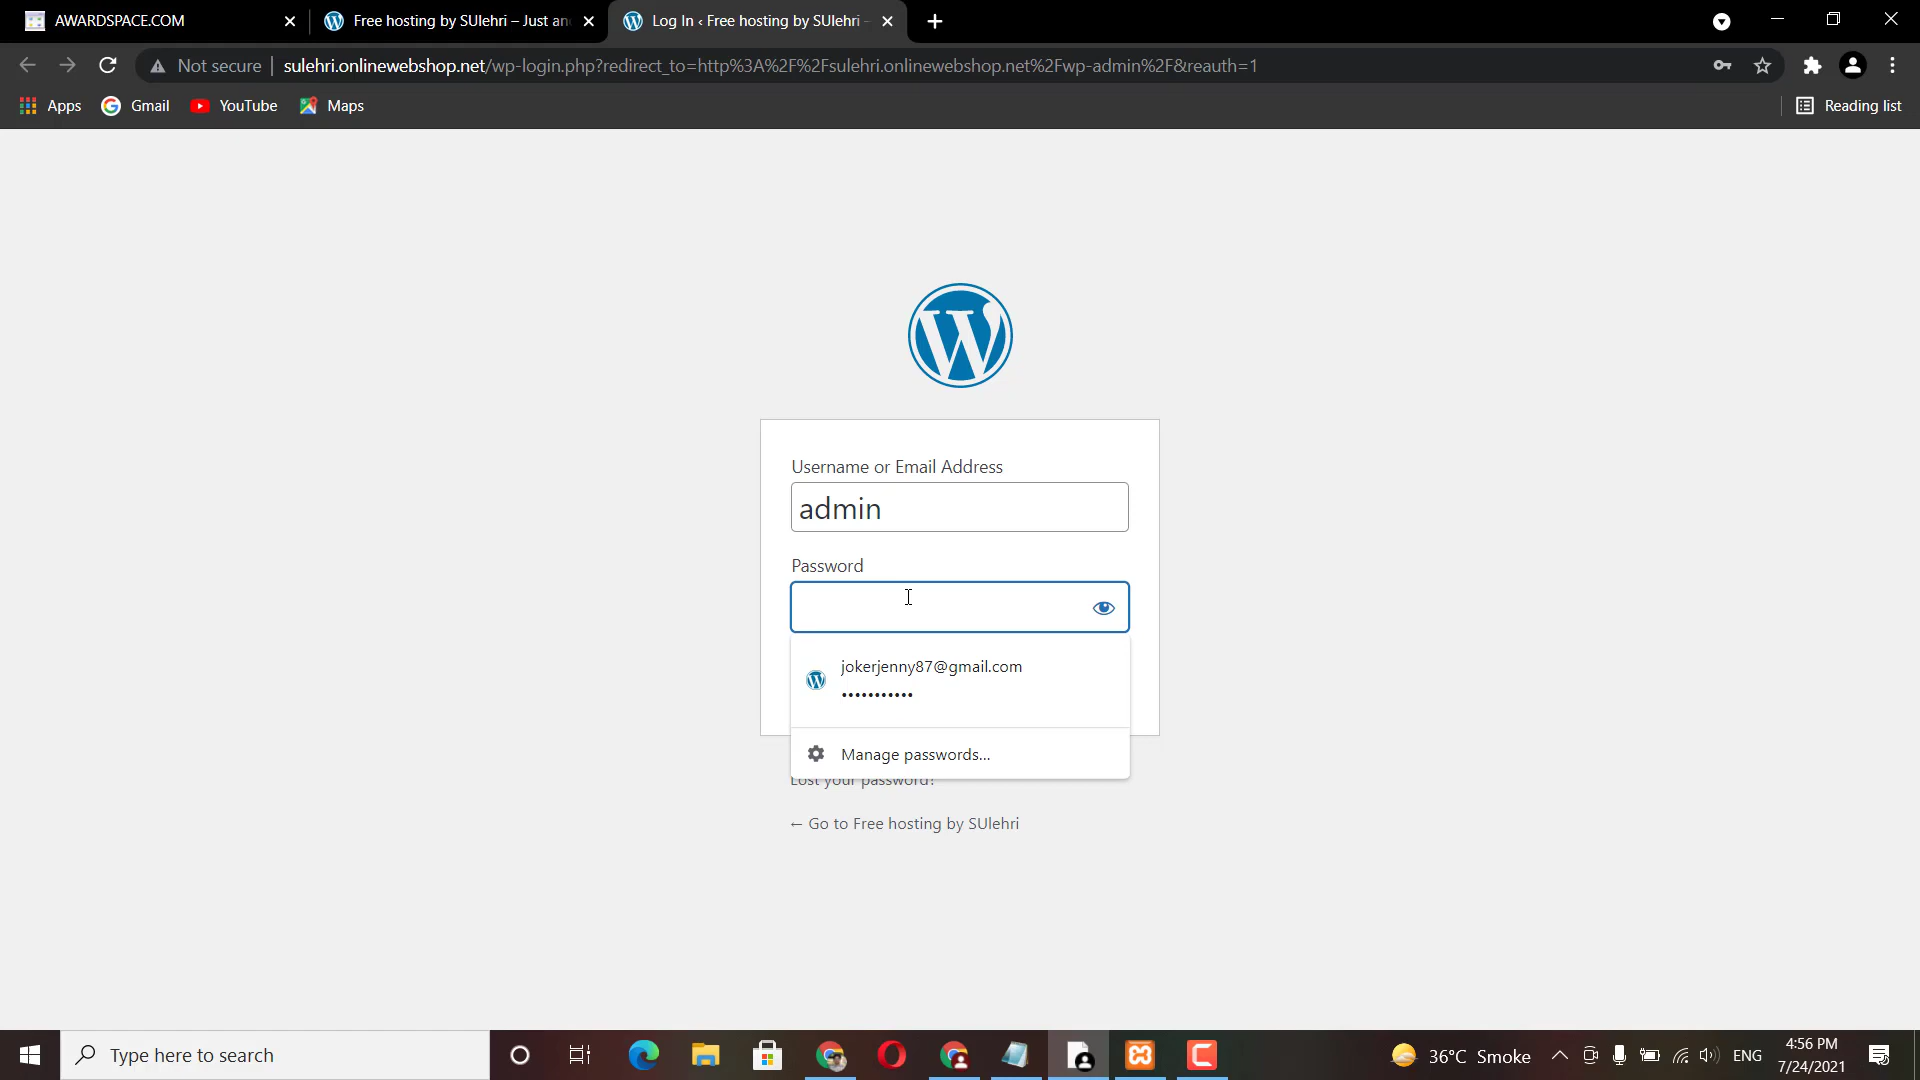 AWARDSPACE.COM
Free hosting by SUlehri – Just an
Log In ‹ Free hosting by SUlehri –
Not secure
sulehri.onlinewebshop.net/wp-login.php?redirect_to=http%3A%2F%2Fsulehri.onlinewebshop.net%2Fwp-admin%2F&reauth=1
Apps
Gmail
YouTube
Maps
Reading list
Username or Email Address
admin
Password
jokerjenny87@gmail.com
•••••••••••
Manage passwords...
Lost your password?
← Go to Free hosting by SUlehri
Type here to search
36°C Smoke
ENG
4:56 PM
7/24/2021